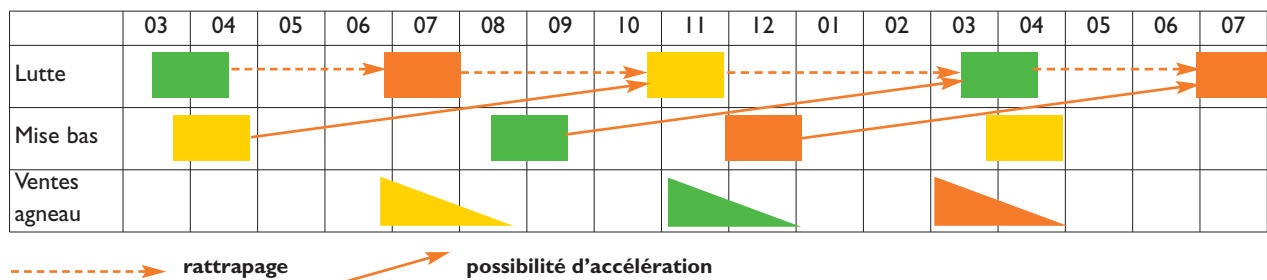 03 04 05 06 07 08 09 10 11 12 01 02 03 04 05 06 07
Lutte
Mise bas
Ventes
agneau
rattrapage possibilité d’accélération